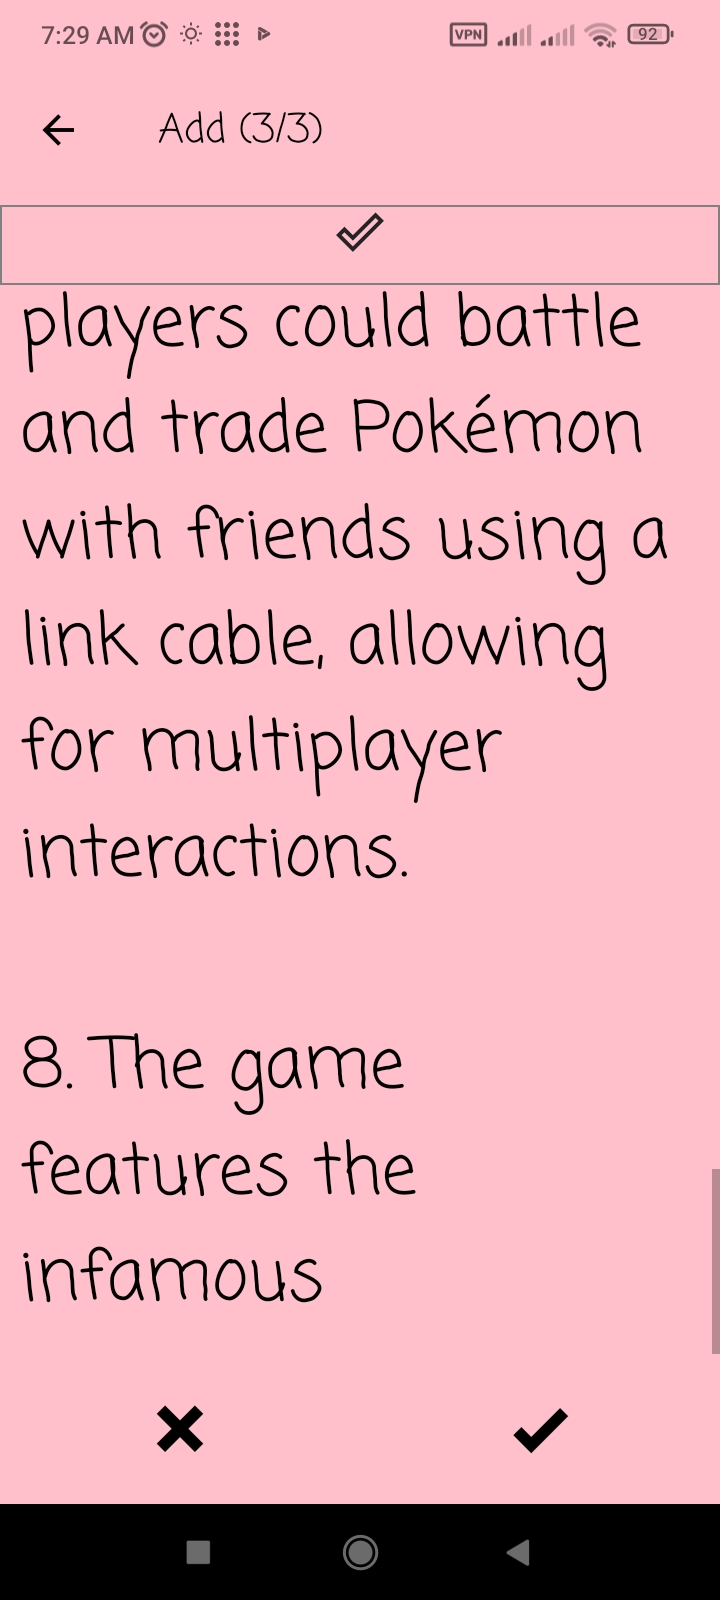 7:29 AM
VPN
92
Add (3/3)
players could battle
and trade Pokémon
with friends using a
link cable, allowing
for multiplayer
interactions.
8. The game
features the
infamous